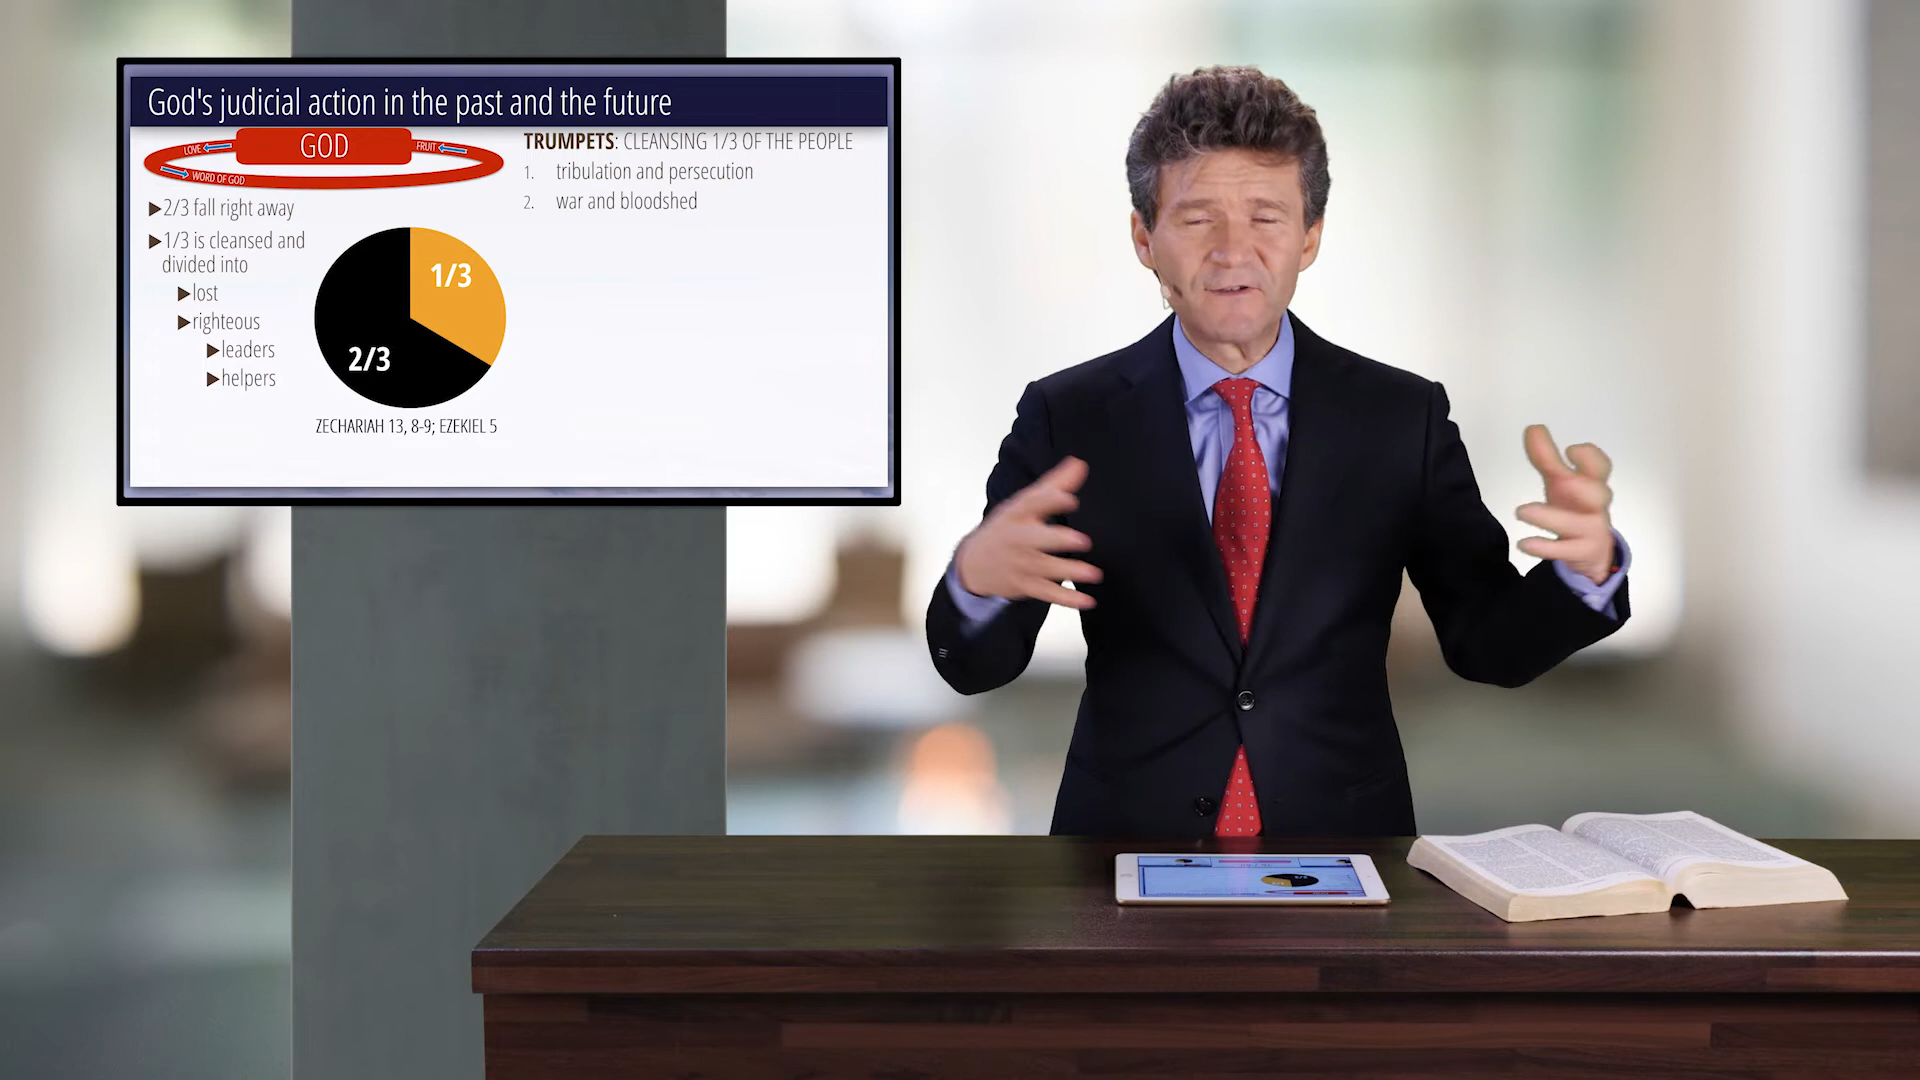 God's judicial action in the past and the future
GOD
LOVE
FRUIT
WORD OF GOD
▶2/3 fall right away
▶1/3 is cleansed and
divided into
▶lost
▶righteous
▶leaders
▶helpers
1/3
2/3
ZECHARIAH 13, 8-9; EZEKIEL 5
TRUMPETS: CLEANSING 1/3 OF THE PEOPLE
1. tribulation and persecution
2. war and bloodshed